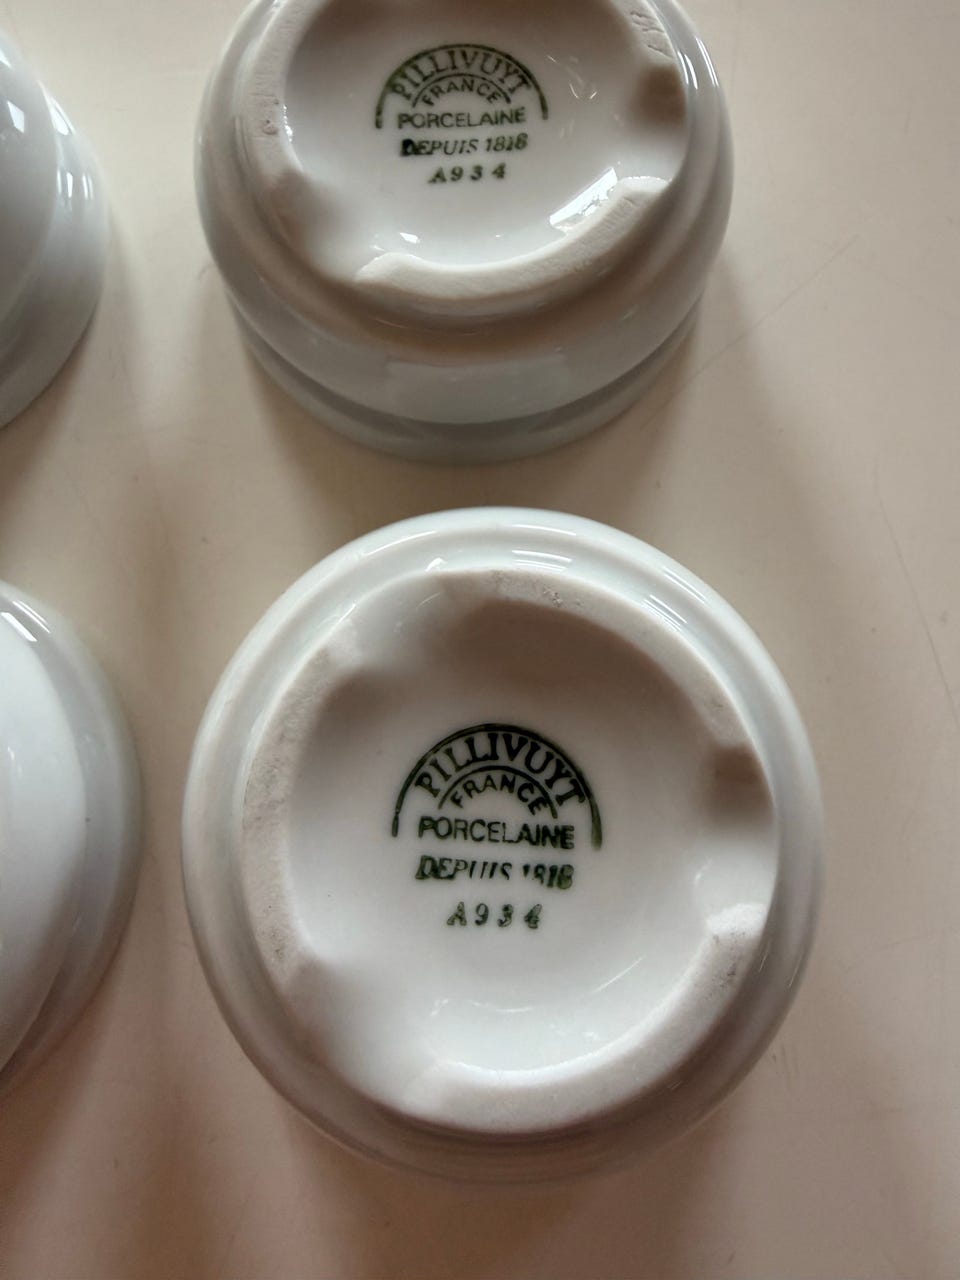 PILLIVUYT
FRANCE
PORCELAINE
DEPUIS 1818
A934
PILLIVUYT
FRANCE
PORCELAINE
DEPUIS 1818
A934